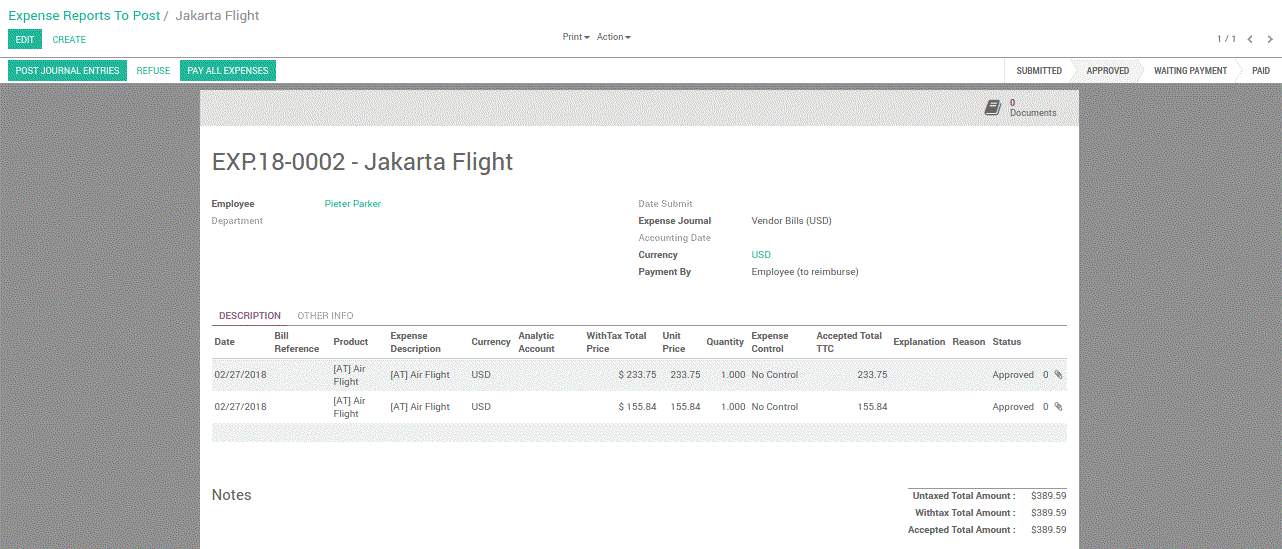 Expense Reports To Post / Jakarta Flight
EDIT CREATE Print Action 1 / 1
POST JOURNAL ENTRIES REFUSE PAY ALL EXPENSES SUBMITTED APPROVED WAITING PAYMENT PAID
0
Documents
EXP.18-0002 - Jakarta Flight
Employee Pieter Parker
Department
Date Submit
Expense Journal Vendor Bills (USD)
Accounting Date
Currency USD
Payment By Employee (to reimburse)
DESCRIPTION OTHER INFO
Date Bill Reference Product Expense Description Currency Analytic Account WithTax Total Price Unit Price Quantity Expense Control Accepted Total TTC Explanation Reason Status
02/27/2018 [AT] Air Flight [AT] Air Flight USD $ 233.75 233.75 1.000 No Control 233.75 Approved 0
02/27/2018 [AT] Air Flight [AT] Air Flight USD $ 155.84 155.84 1.000 No Control 155.84 Approved 0
Notes
Untaxed Total Amount : $389.59
Withtax Total Amount : $389.59
Accepted Total Amount : $389.59